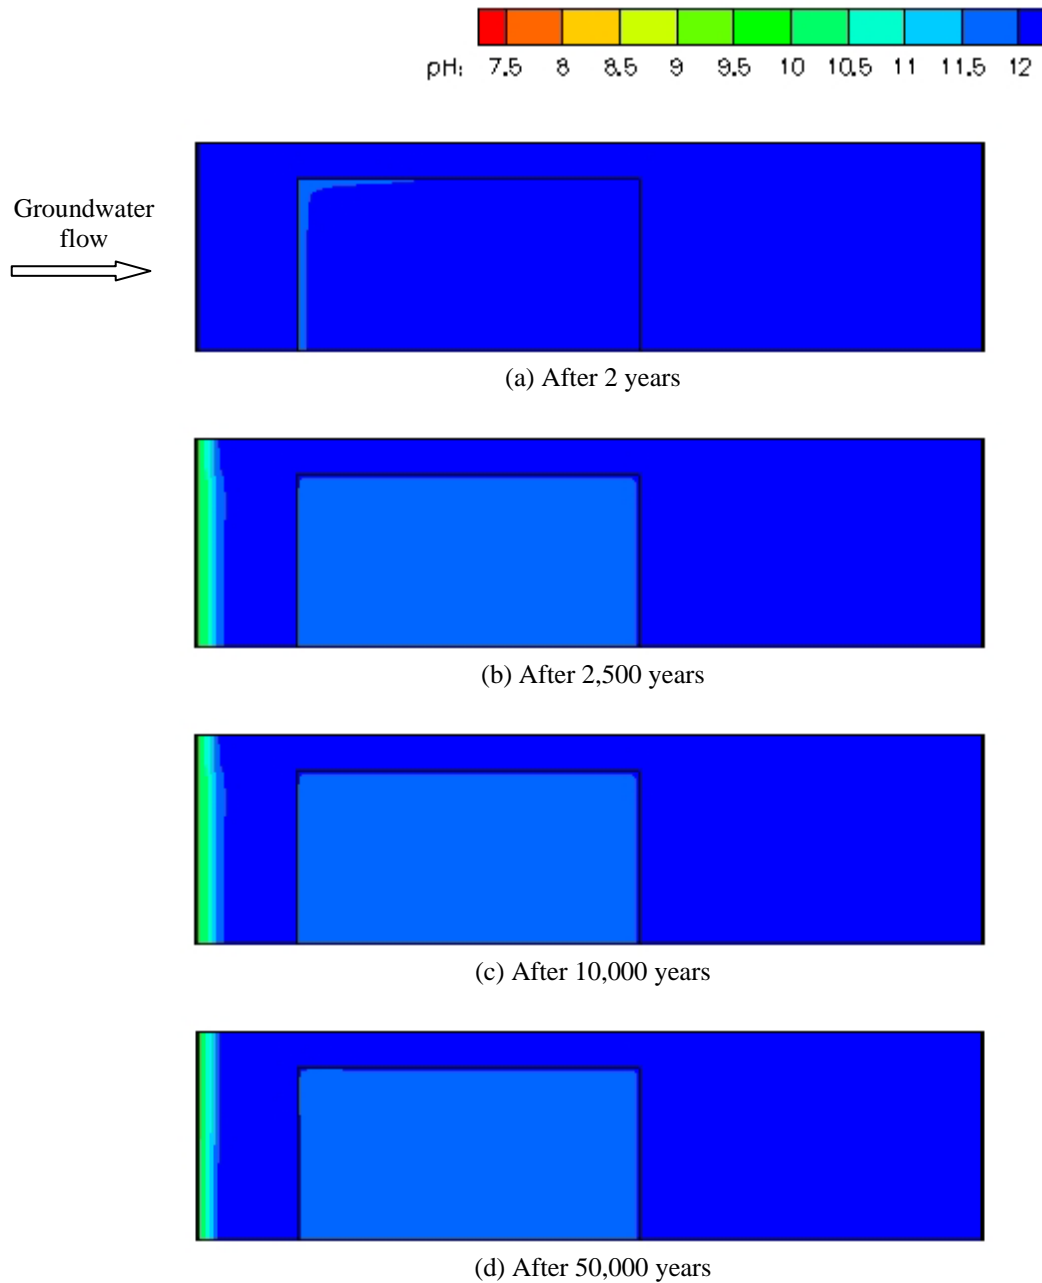 pH: 7.5 8 8.5 9 9.5 10 10.5 11 11.5 12
Groundwater
flow
(a) After 2 years
(b) After 2,500 years
(c) After 10,000 years
(d) After 50,000 years